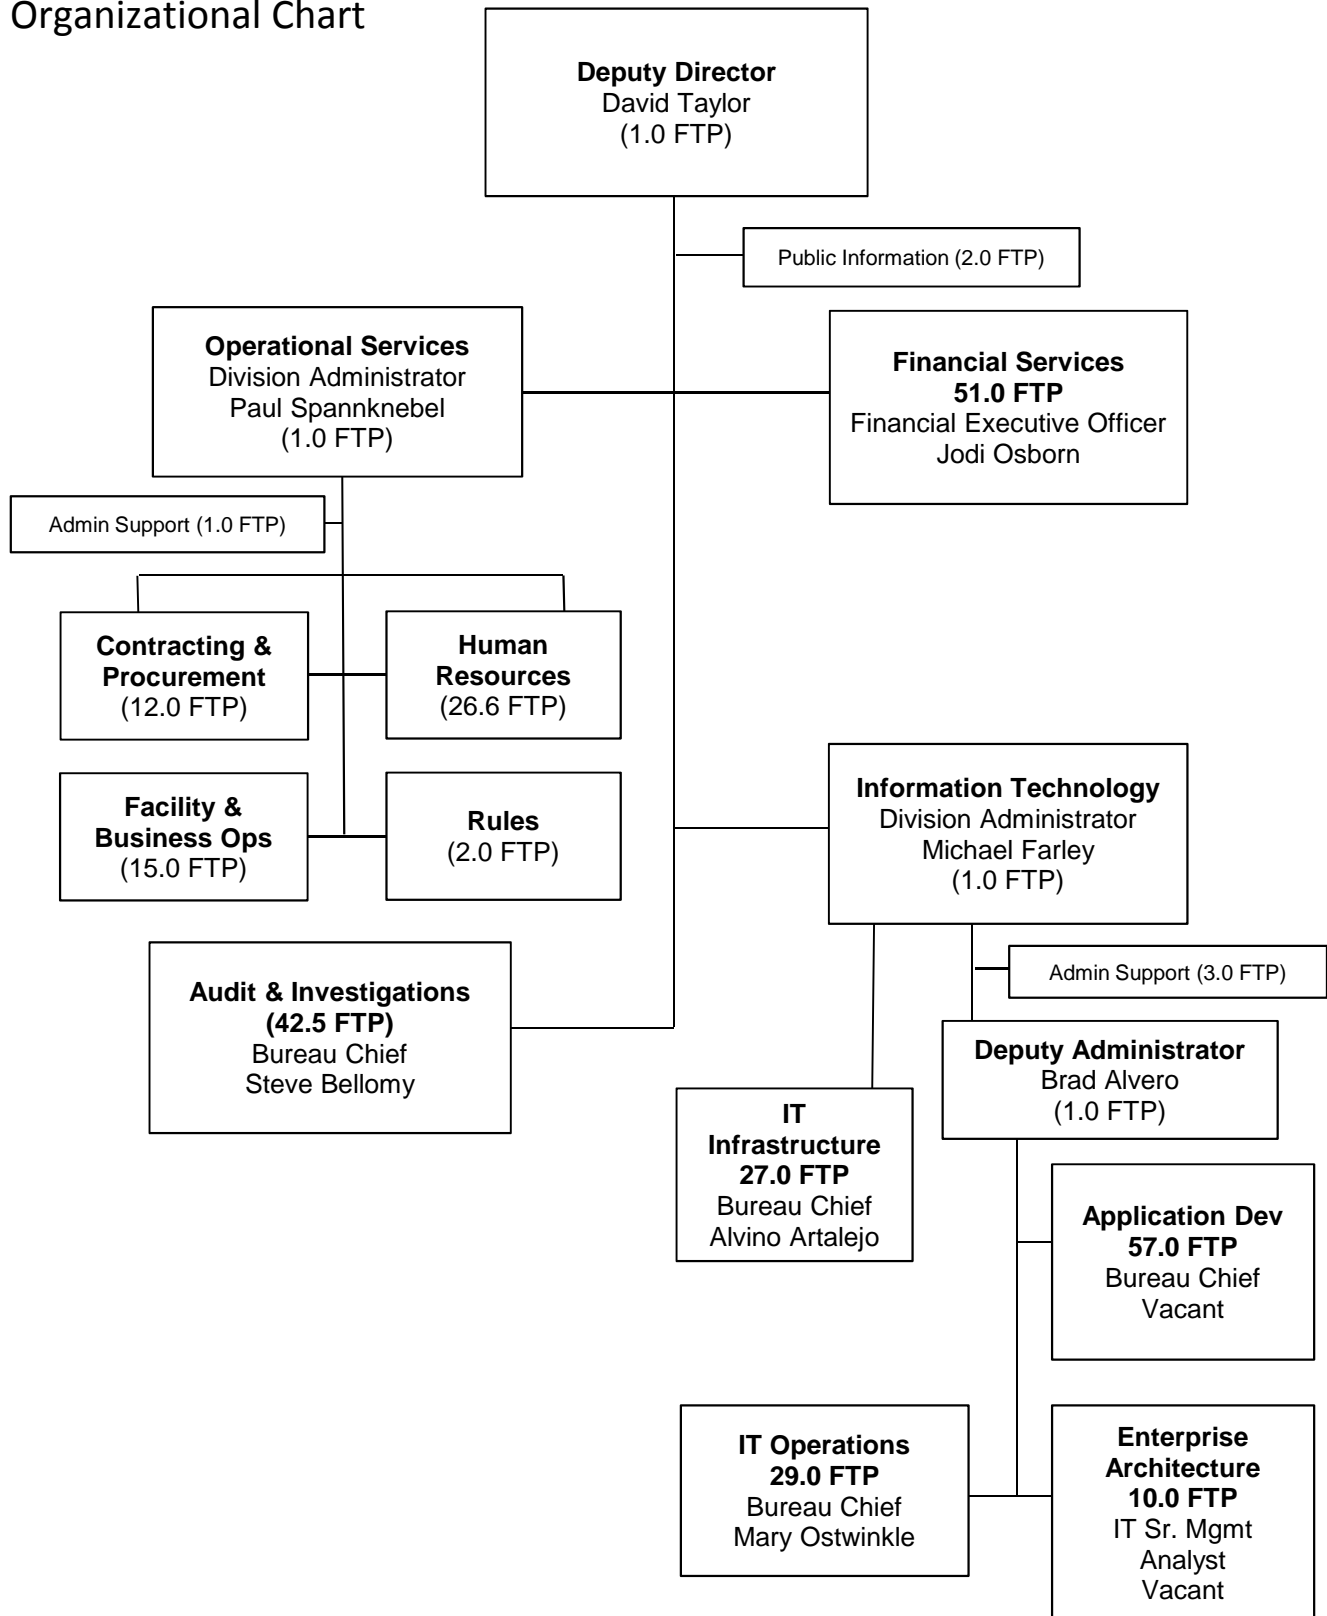 Organizational Chart
Deputy Director
David Taylor
(1.0 FTP)
Public Information (2.0 FTP)
Operational Services
Division Administrator
Paul Spannknebel
(1.0 FTP)
Financial Services
51.0 FTP
Financial Executive Officer
Jodi Osborn
Admin Support (1.0 FTP)
Contracting &
Procurement
(12.0 FTP)
Human
Resources
(26.6 FTP)
Facility &
Business Ops
(15.0 FTP)
Rules
(2.0 FTP)
Information Technology
Division Administrator
Michael Farley
(1.0 FTP)
Audit & Investigations
(42.5 FTP)
Bureau Chief
Steve Bellomy
Admin Support (3.0 FTP)
Deputy Administrator
Brad Alvero
(1.0 FTP)
IT
Infrastructure
27.0 FTP
Bureau Chief
Alvino Artalejo
Application Dev
57.0 FTP
Bureau Chief
Vacant
IT Operations
29.0 FTP
Bureau Chief
Mary Ostwinkle
Enterprise
Architecture
10.0 FTP
IT Sr. Mgmt
Analyst
Vacant